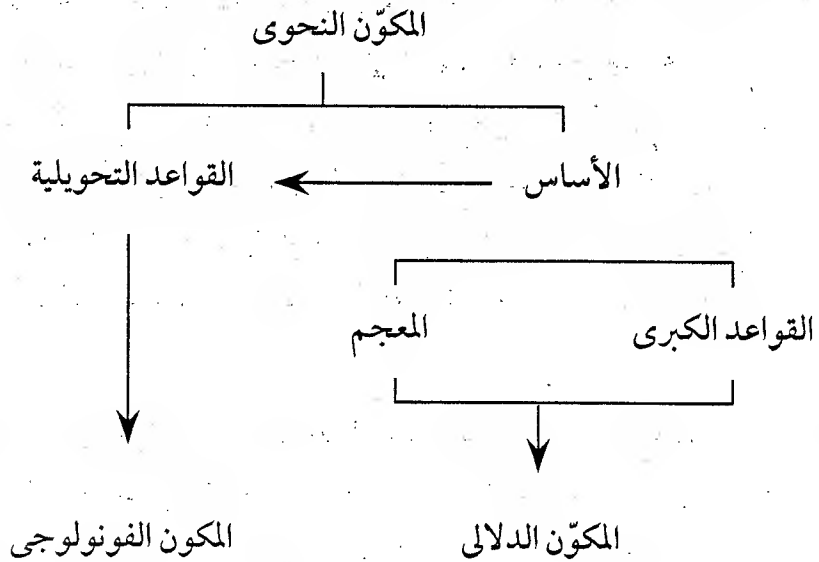 المكوّن النحوى
الأساس
القواعد التحويلية
القواعد الكبرى
المعجم
المكوّن الدلالى
المكون الفونولوجى